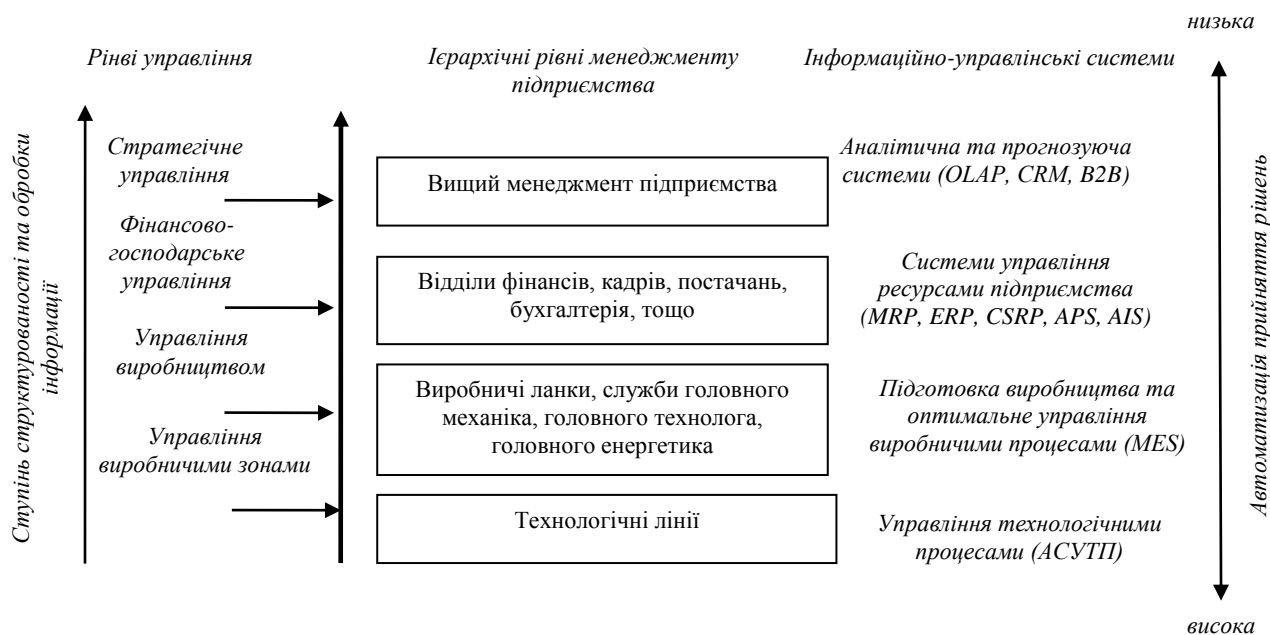 низька
Рінві управління
Ієрархічні рівні менеджменту
підприємства
Інформаційно-управлінські системи
Ступінь структурованості та обробки
інформації
Стратегічне
управління
Вищий менеджмент підприємства
Аналітична та прогнозуюча
системи (OLAP, CRM, B2B)
Фінансово-
господарське
управління
Відділи фінансів, кадрів, постачань,
бухгалтерія, тощо
Системи управління
ресурсами підприємства
(MRP, ERP, CSRP, APS, AIS)
Управління
виробництвом
Виробничі ланки, служби головного
механіка, головного технолога,
головного енергетика
Підготовка виробництва та
оптимальне управління
виробничими процесами (MES)
Управління
виробничими зонами
Технологічні лінії
Управління технологічними
процесами (АСУТП)
Автоматизація прийняття рішень
висока